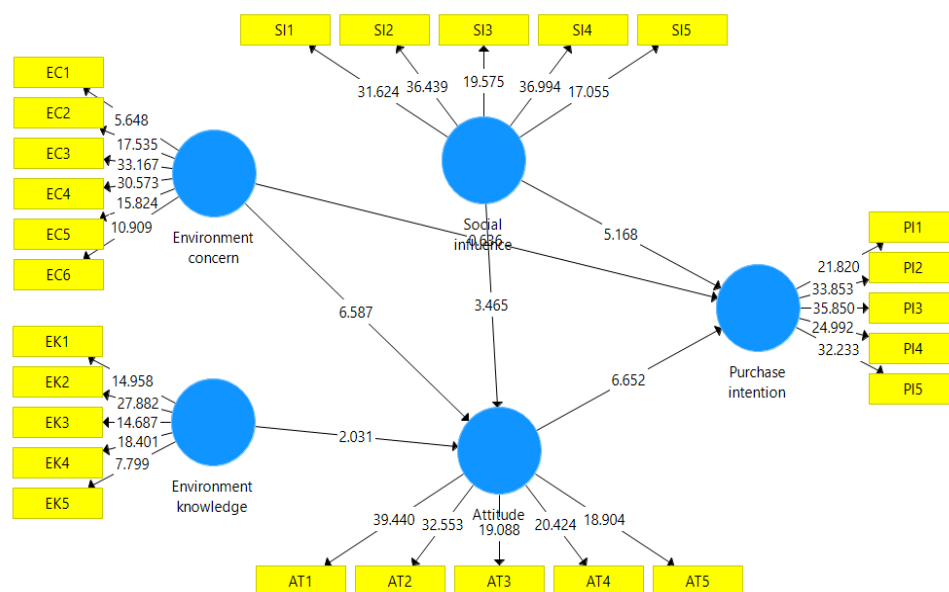 SI1
SI2
SI3
SI4
SI5
31.624
36.439
19.575
36.994
17.055
EC1
EC2
EC3
EC4
EC5
EC6
5.648
17.535
33.167
30.573
15.824
10.909
Environment
concern
Social
influence
0.636
5.168
6.587
3.465
PI1
PI2
PI3
PI4
PI5
21.820
33.853
35.850
24.992
32.233
Purchase
intention
EK1
EK2
EK3
EK4
EK5
14.958
27.882
14.687
18.401
7.799
Environment
knowledge
2.031
6.652
Attitude
39.440
32.553
19.088
20.424
18.904
AT1
AT2
AT3
AT4
AT5